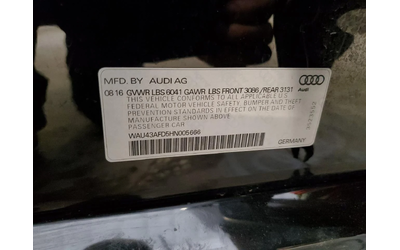 MFD. BY AUDI AG
08 16 GVWR LBS 6041 GAWR LBS FRONT 3086 /REAR 3131
THIS VEHICLE CONFORMS TO ALL APPLICABLE U.S.
FEDERAL MOTOR VEHICLE SAFETY, BUMPER AND THEFT
PREVENTION STANDARDS IN EFFECT ON THE DATE OF
MANUFACTURE SHOWN ABOVE.
PASSENGER CAR
WAU43AFD5HN005666
GERMANY
Audi